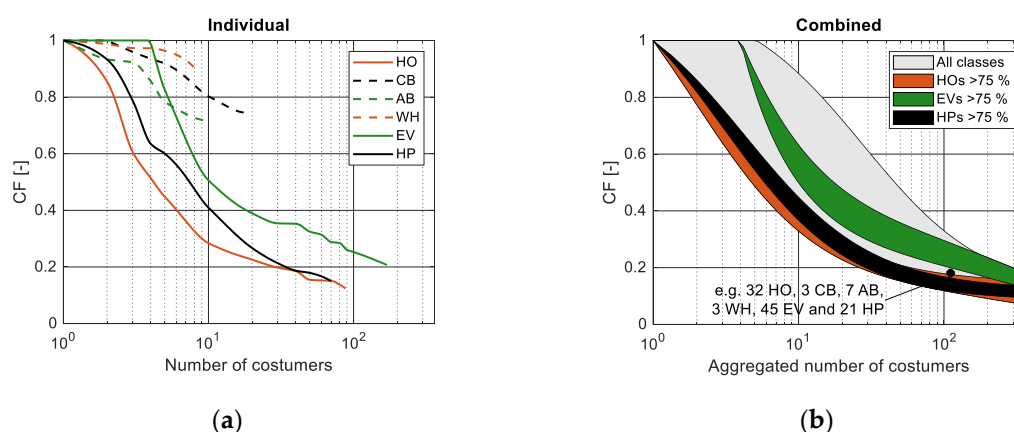 Individual
CF [-]
1
0.8
0.6
0.4
0.2
0
10^0
10^1
10^2
Number of costumers
HO
CB
AB
WH
EV
HP
(a)
Combined
CF [-]
1
0.8
0.6
0.4
0.2
0
10^0
10^1
10^2
Aggregated number of costumers
All classes
HOs >75 %
EVs >75 %
HPs >75 %
e.g. 32 HO, 3 CB, 7 AB,
3 WH, 45 EV and 21 HP
(b)